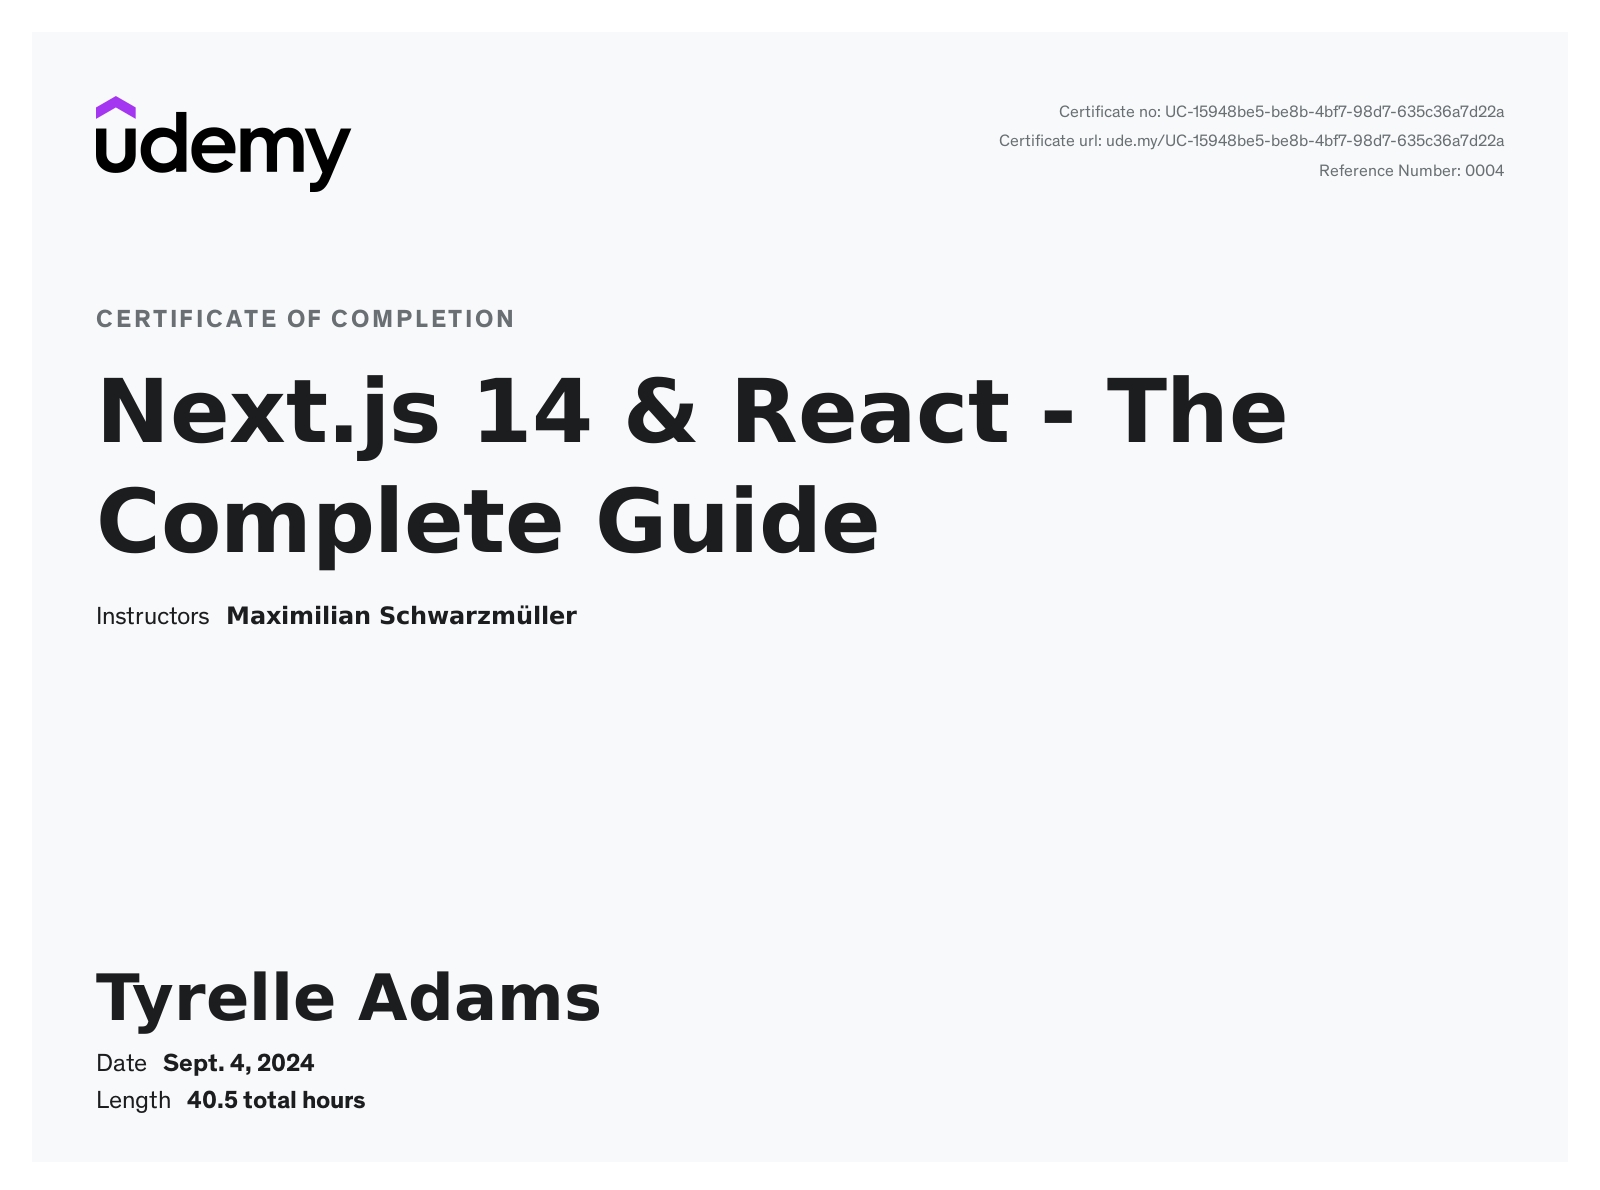 udemy
Certificate no: UC-15948be5-be8b-4bf7-98d7-635c36a7d22a
Certificate url: ude.my/UC-15948be5-be8b-4bf7-98d7-635c36a7d22a
Reference Number: 0004
CERTIFICATE OF COMPLETION
Next.js 14 & React - The
Complete Guide
Instructors Maximilian Schwarzmüller
Tyrelle Adams
Date Sept. 4, 2024
Length 40.5 total hours